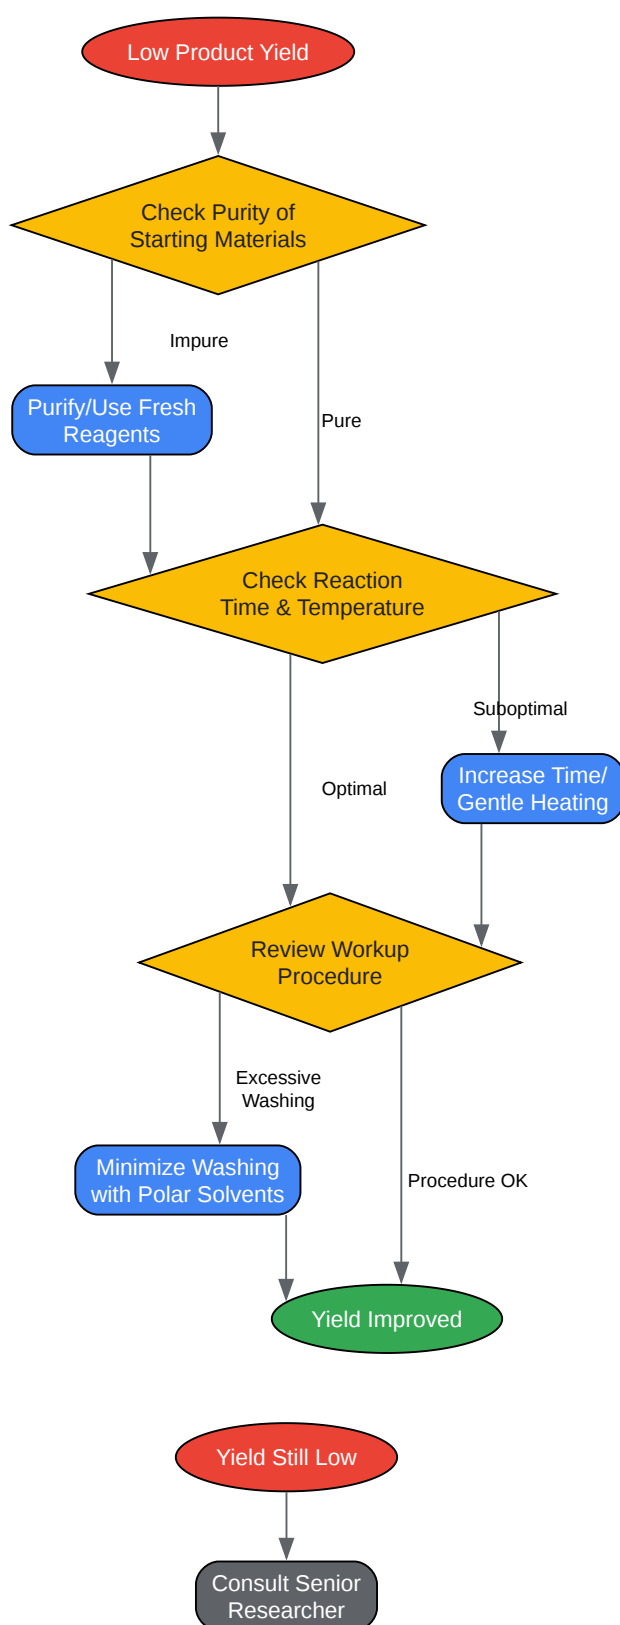 Low Product Yield
Check Purity of
Starting Materials
Impure
Purify/Use Fresh
Reagents
Pure
Check Reaction
Time & Temperature
Suboptimal
Increase Time/
Gentle Heating
Optimal
Review Workup
Procedure
Excessive
Washing
Minimize Washing
with Polar Solvents
Procedure OK
Yield Improved
Yield Still Low
Consult Senior
Researcher